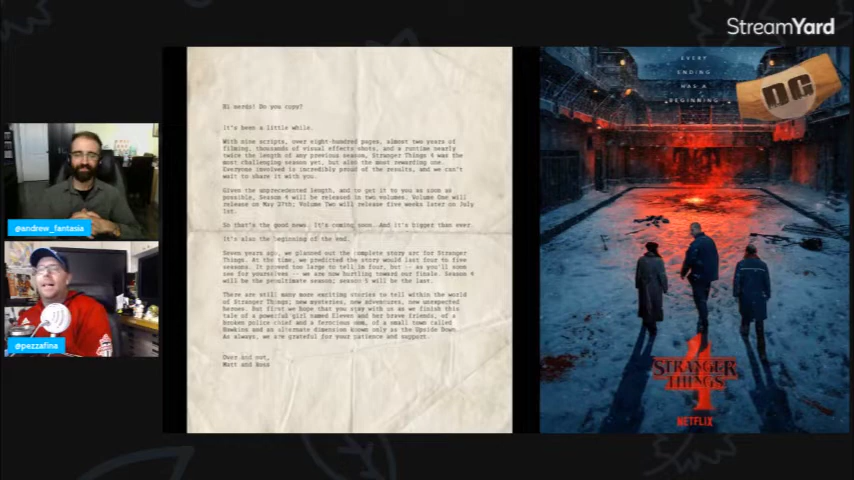 StreamYard
@andrew_fantasia
@pezzafina
Hi nerds! Do you copy?
It's been a little while.
With nine scripts, over eight-hundred pages, almost two years of
filming, thousands of visual effects shots, and a runtime nearly
twice the length of any previous season, Stranger Things 4 was the
most challenging season yet, but also the most rewarding one.
Everyone involved is incredibly proud of the results, and we can't
wait to share it with you.
Given the unprecedented length, and to get it to you as soon as
possible, Season 4 will be released in two volumes. Volume One will
release on May 27th; Volume Two will release five weeks later on July
1st.
So that's the good news. It's coming soon. And it's bigger than ever.
It's also the beginning of the end.
Seven years ago, we planned out the complete story arc for Stranger
Things. At the time, we predicted the story would last four to five
seasons. It proved too large to tell in four, but -- as you'll soon
see for yourselves -- we are now hurtling toward our finale. Season 4
will be the penultimate season; season 5 will be the last.
There are still many more exciting stories to tell within the world
of Stranger Things; new mysteries, new adventures, new unexpected
heroes. But first we hope that you stay with us as we finish this
tale of a powerful girl named Eleven and her brave friends, of a
broken police chief and a ferocious mom, of a small town called
Hawkins and an alternate dimension known only as the Upside Down.
As always, we are grateful for your patience and support.
Over and out,
Matt and Ross
EVERY
ENDING
HAS A
BEGINNING
DG
STRANGER
THINGS
4
NETFLIX